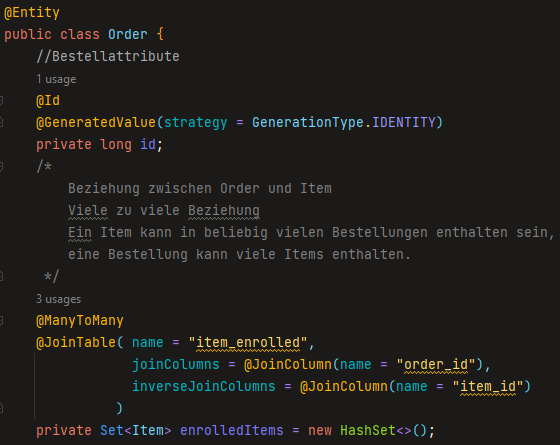 @Entity
public class Order {
//Bestellattribute
1 usage
@Id
@GeneratedValue(strategy = GenerationType.IDENTITY)
private long id;
/*
Beziehung zwischen Order und Item
Viele zu viele Beziehung
Ein Item kann in beliebig vielen Bestellungen enthalten sein,
eine Bestellung kann viele Items enthalten.
*/
3 usages
@ManyToMany
@JoinTable( name = "item_enrolled",
joinColumns = @JoinColumn(name = "order_id"),
inverseJoinColumns = @JoinColumn(name = "item_id")
)
private Set<Item> enrolledItems = new HashSet<>();